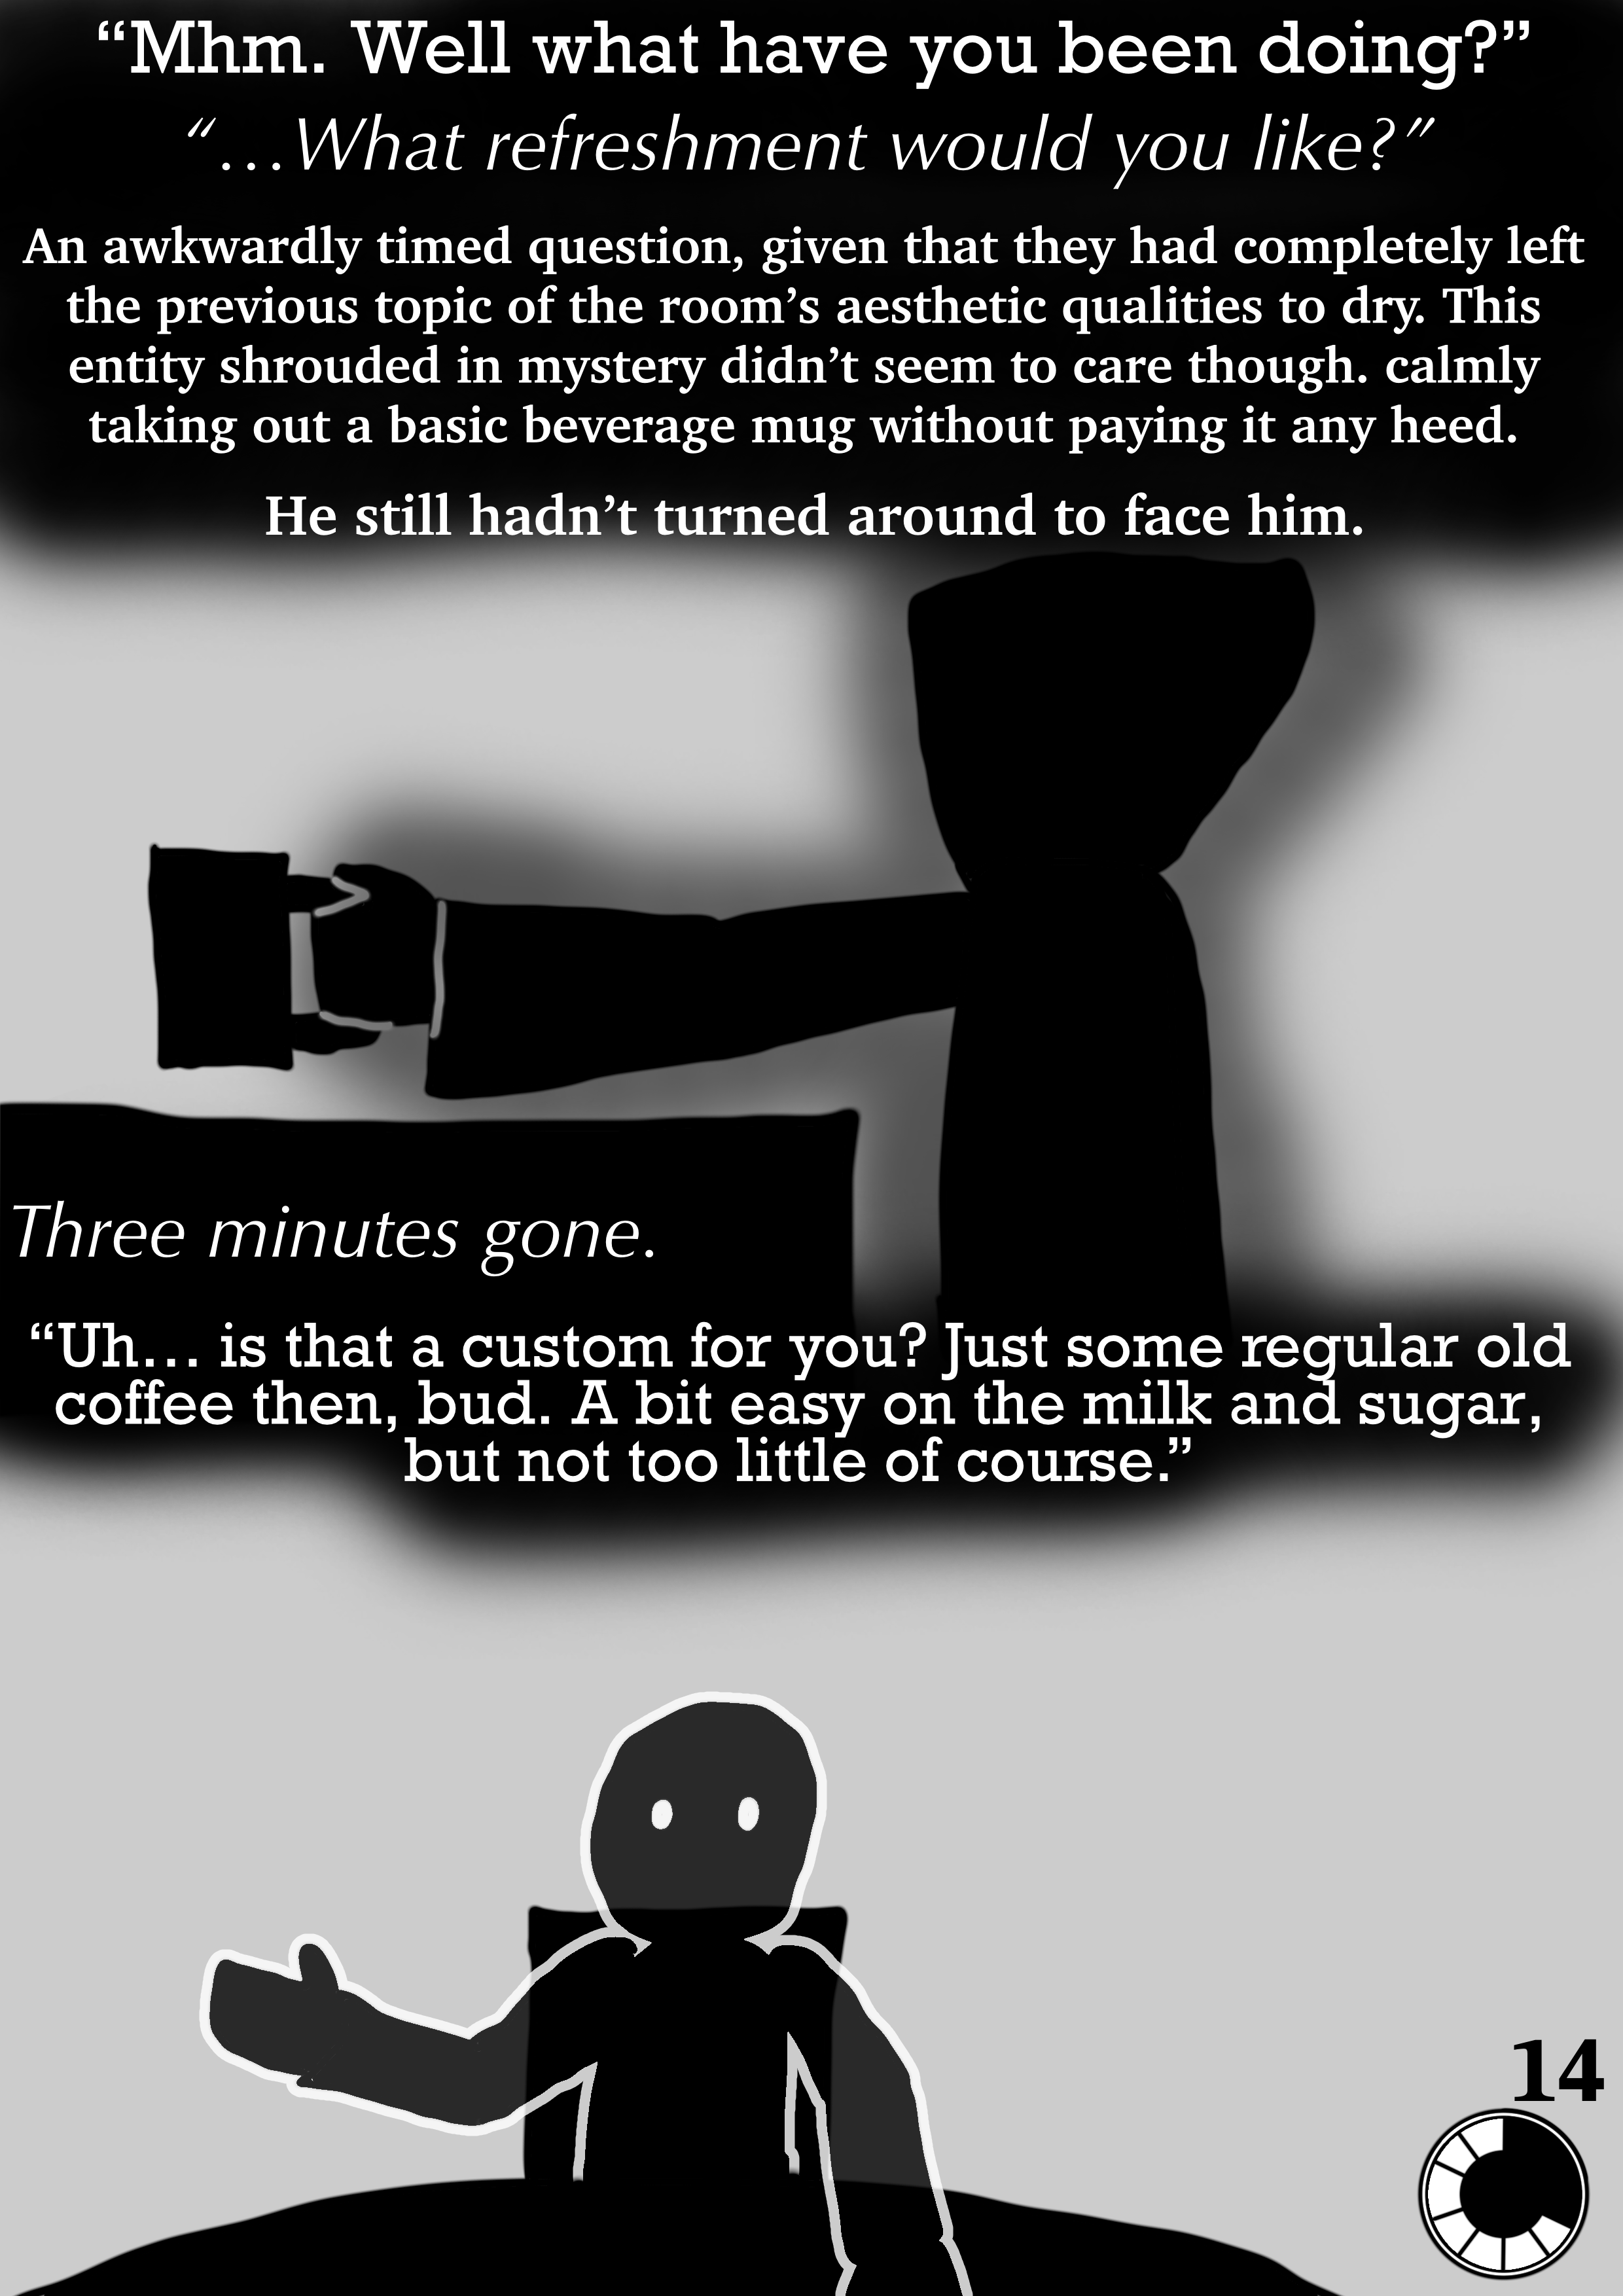 “Mhm. Well what have you been doing?”
“...What refreshment would you like?”
An awkwardly timed question, given that they had completely left
the previous topic of the room’s aesthetic qualities to dry. This
entity shrouded in mystery didn’t seem to care though. calmly
taking out a basic beverage mug without paying it any heed.
He still hadn’t turned around to face him.
Three minutes gone.
“Uh... is that a custom for you? Just some regular old
coffee then, bud. A bit easy on the milk and sugar,
but not too little of course.”
14